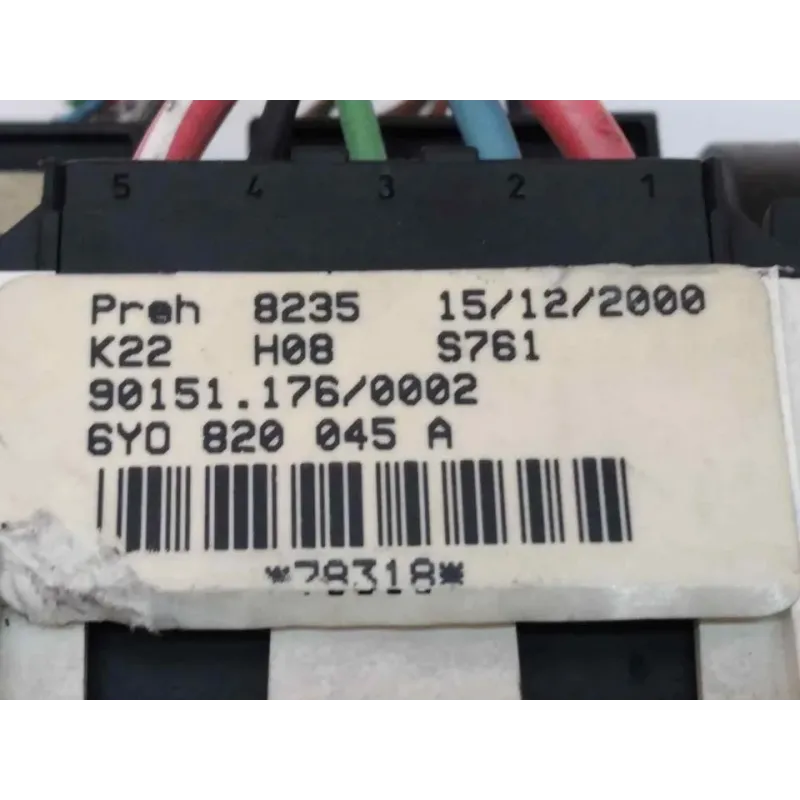 5 4 3 2 1
Preh 8235 15/12/2000
K22 H08 S761
90151.176/0002
6Y0 820 045 A
*78318*